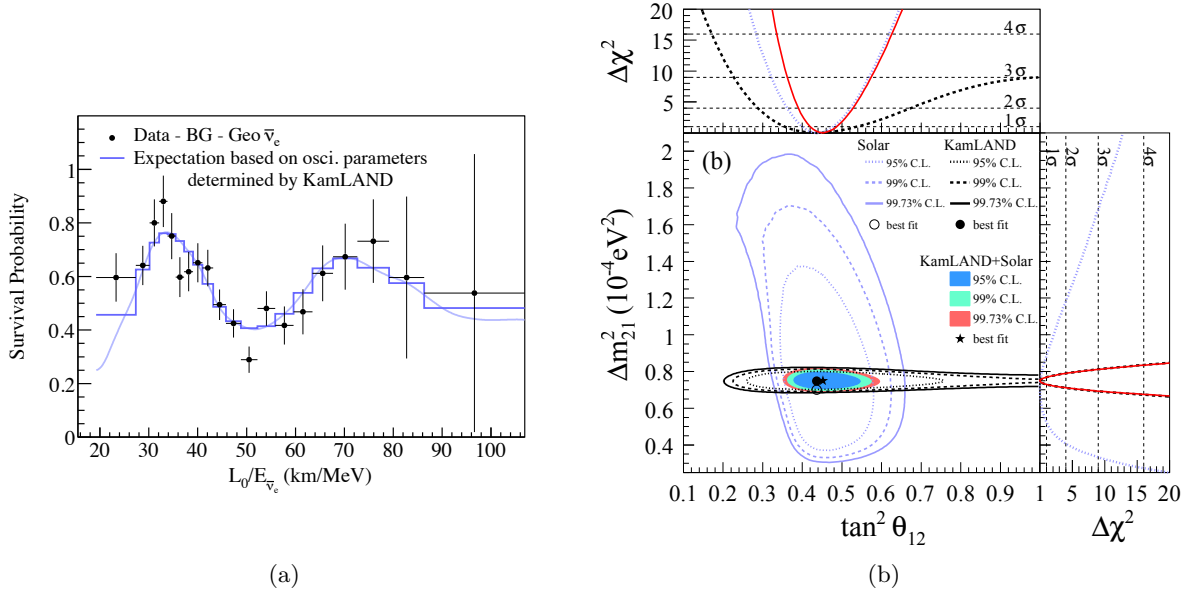 Data - BG - Geo ν̅ₑ
Expectation based on osci. parameters
determined by KamLAND
Survival Probability
1
0.8
0.6
0.4
0.2
0
20 30 40 50 60 70 80 90 100
L₀/E_ν̅ₑ (km/MeV)
(a)
Δχ²
20
15
10
5
4σ
3σ
2σ
1σ
(b)
Solar
95% C.L.
99% C.L.
99.73% C.L.
best fit
KamLAND
95% C.L.
99% C.L.
99.73% C.L.
best fit
KamLAND+Solar
95% C.L.
99% C.L.
99.73% C.L.
best fit
Δm²₂₁ (10⁻⁴eV²)
2
1.8
1.6
1.4
1.2
1
0.8
0.6
0.4
0.1 0.2 0.3 0.4 0.5 0.6 0.7 0.8 0.9 1
tan² θ₁₂
1σ 2σ 3σ 4σ
5 10 15 20
Δχ²
(b)